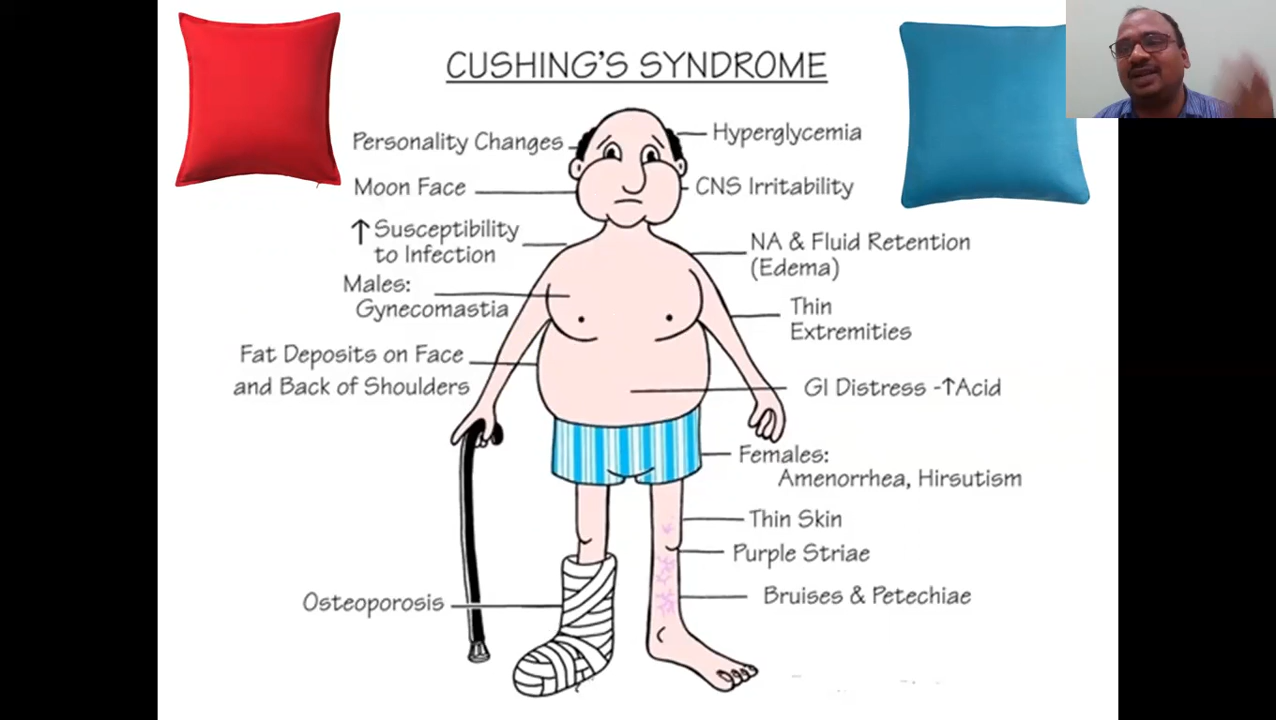 CUSHING'S SYNDROME
Personality Changes
Hyperglycemia
Moon Face
CNS Irritability
↑ Susceptibility
to Infection
NA & Fluid Retention
(Edema)
Males:
Gynecomastia
Thin
Extremities
Fat Deposits on Face
and Back of Shoulders
GI Distress -↑Acid
Females:
Amenorrhea, Hirsutism
Thin Skin
Purple Striae
Bruises & Petechiae
Osteoporosis